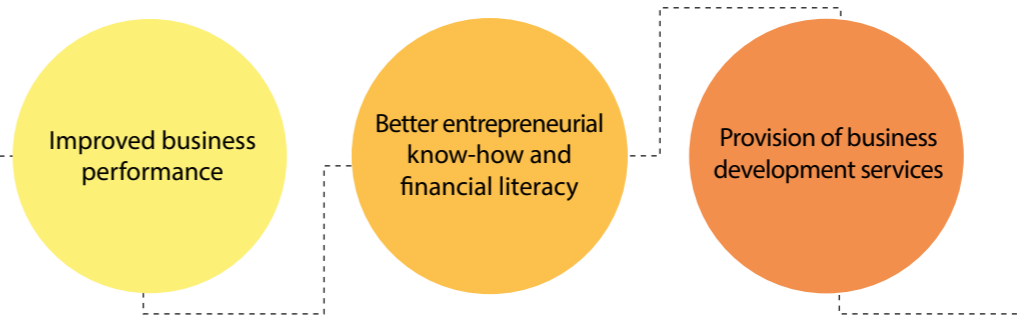 Improved business
performance
Better entrepreneurial
know-how and
financial literacy
Provision of business
development services